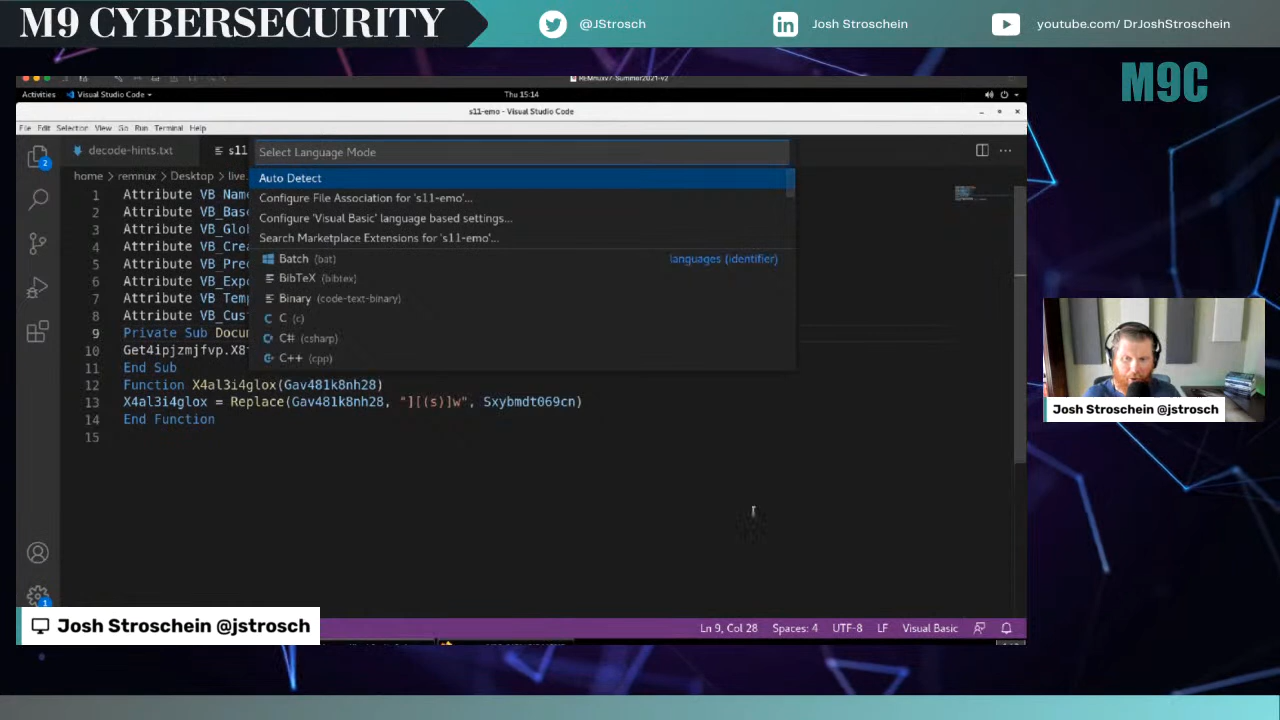 M9 CYBERSECURITY
@JStrosch
Josh Stroschein
youtube.com/ DrJoshStroschein
M9C
REMnuxv7-Summer2021-v2
Activities
Visual Studio Code
Thu 15:14
s11-emo - Visual Studio Code
File Edit Selection View Go Run Terminal Help
2
decode-hints.txt
s11
Select Language Mode
home > remnux > Desktop > live.
Auto Detect
Configure File Association for 's11-emo'...
Configure 'Visual Basic' language based settings...
Search Marketplace Extensions for 's11-emo'...
Batch (bat)
languages (identifier)
BibTeX (bibtex)
Binary (code-text-binary)
C (c)
C# (csharp)
C++ (cpp)
1 Attribute VB_Nam
2 Attribute VB_Bas
3 Attribute VB_Glo
4 Attribute VB_Cre
5 Attribute VB_Pre
6 Attribute VB_Exp
7 Attribute VB_Tem
8 Attribute VB_Cus
9 Private Sub Docu
10 Get4ipjzmjfvp.X8
11 End Sub
12 Function X4al3i4glox(Gav481k8nh28)
13 X4al3i4glox = Replace(Gav481k8nh28, "][(s)]w", Sxybmdt069cn)
14 End Function
15
1
Josh Stroschein @jstrosch
Ln 9, Col 28
Spaces: 4
UTF-8
LF
Visual Basic
Josh Stroschein @jstrosch